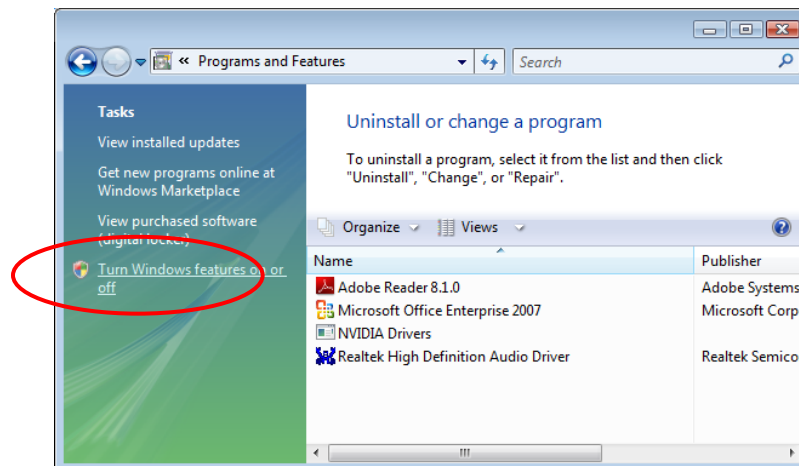 « Programs and Features
Search
Tasks
View installed updates
Get new programs online at
Windows Marketplace
View purchased software
(digital locker)
Turn Windows features on or
off
Uninstall or change a program
To uninstall a program, select it from the list and then click
"Uninstall", "Change", or "Repair".
Organize Views
Name Publisher
Adobe Reader 8.1.0 Adobe Systems
Microsoft Office Enterprise 2007 Microsoft Corp
NVIDIA Drivers
Realtek High Definition Audio Driver Realtek Semico